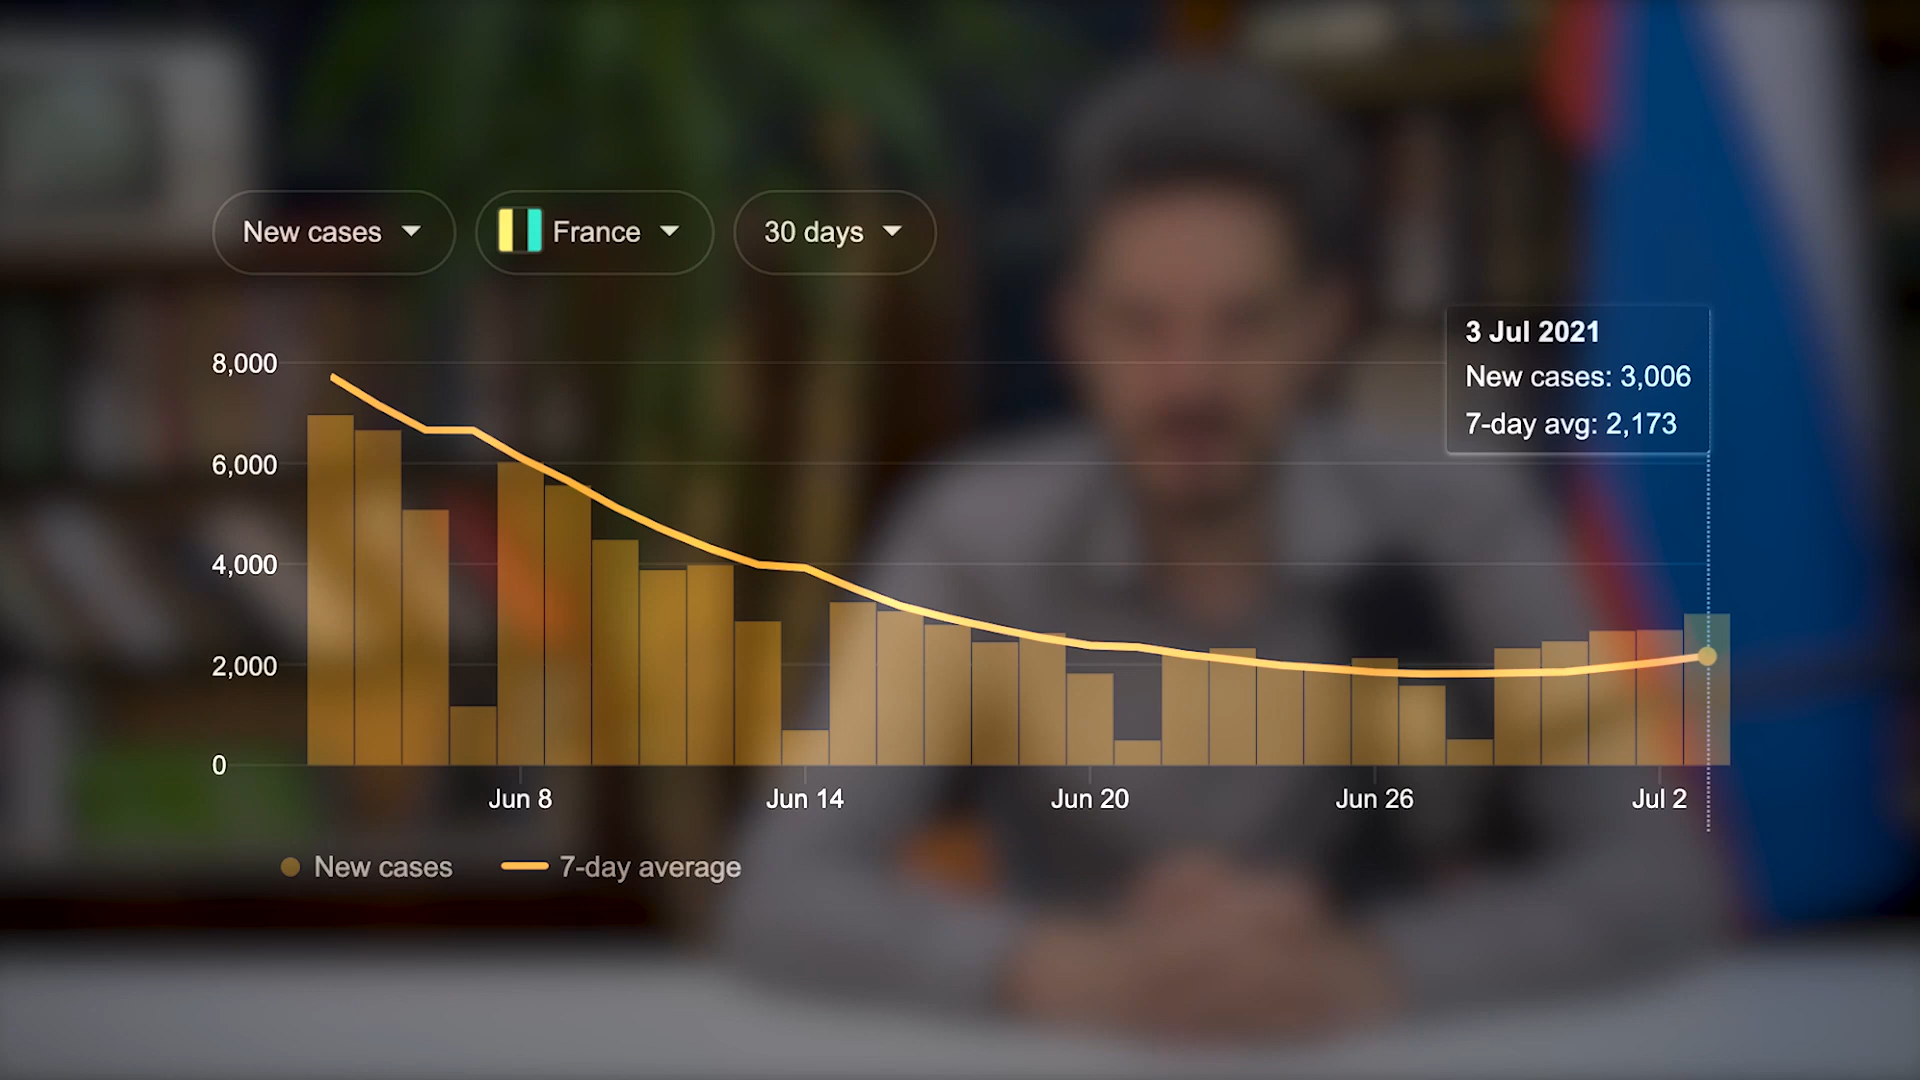 New cases
France
30 days
3 Jul 2021
New cases: 3,006
7-day avg: 2,173
8,000
6,000
4,000
2,000
0
Jun 8
Jun 14
Jun 20
Jun 26
Jul 2
New cases
7-day average